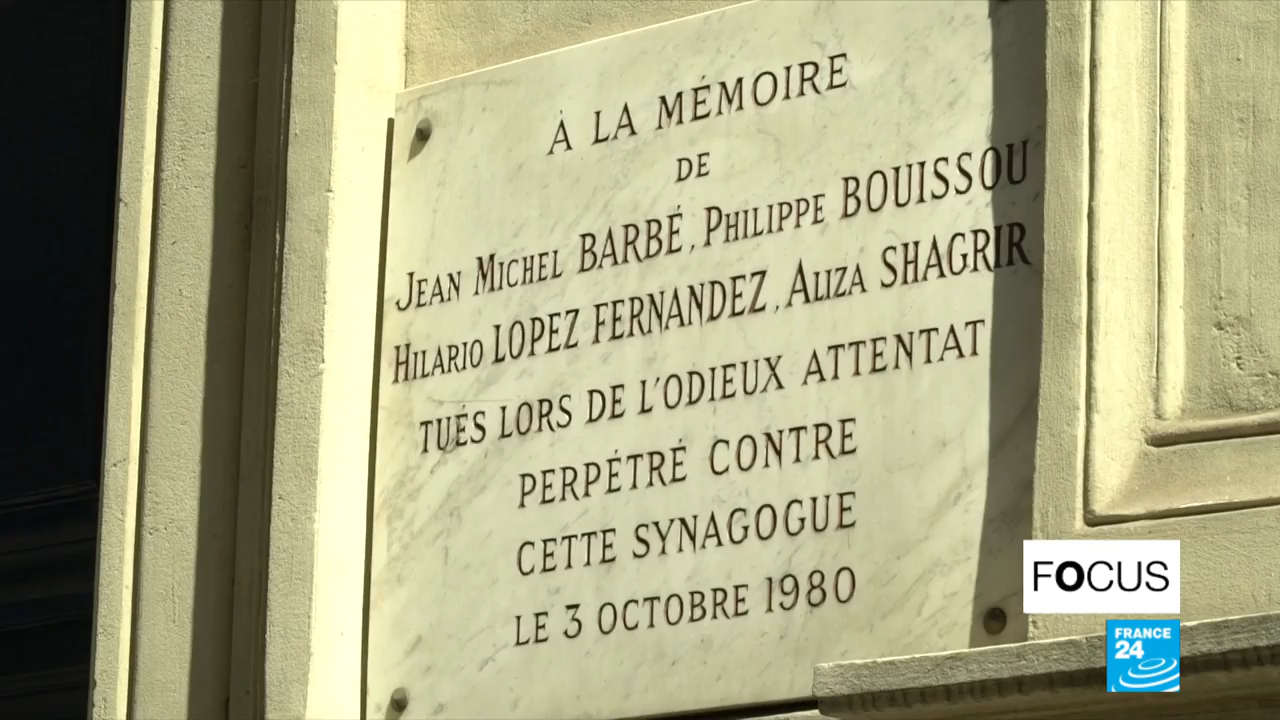 À LA MÉMOIRE
DE
JEAN MICHEL BARBÉ, PHILIPPE BOUISSOU
HILARIO LOPEZ FERNANDEZ, ALIZA SHAGRIR
TUÉS LORS DE L'ODIEUX ATTENTAT
PERPÉTRÉ CONTRE
CETTE SYNAGOGUE
LE 3 OCTOBRE 1980
FOCUS
FRANCE
24